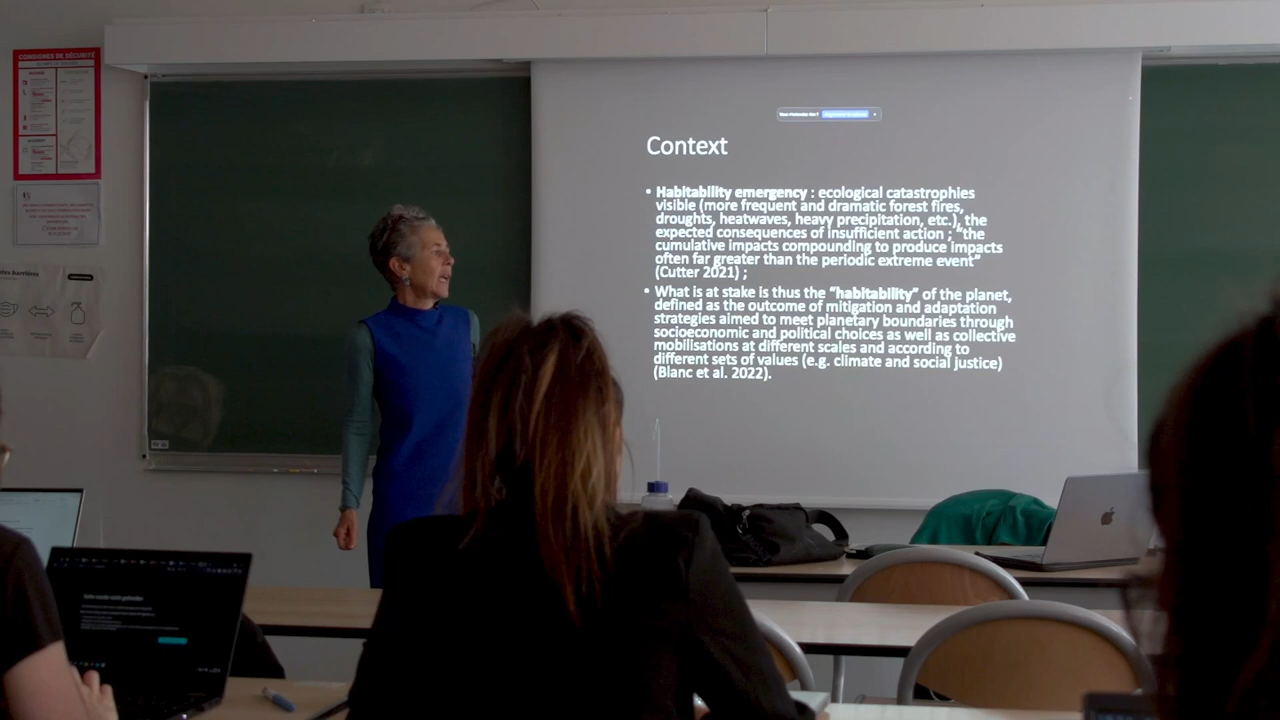 CONSIGNES DE SÉCURITÉ
Context
• Habitability emergency : ecological catastrophies
visible (more frequent and dramatic forest fires,
droughts, heatwaves, heavy precipitation, etc.), the
expected consequences of insufficient action ; “the
cumulative impacts compounding to produce impacts
often far greater than the periodic extreme event”
(Cutter 2021) ;
• What is at stake is thus the “habitability” of the planet,
defined as the outcome of mitigation and adaptation
strategies aimed to meet planetary boundaries through
socioeconomic and political choices as well as collective
mobilisations at different scales and according to
different sets of values (e.g. climate and social justice)
(Blanc et al. 2022).
barrières